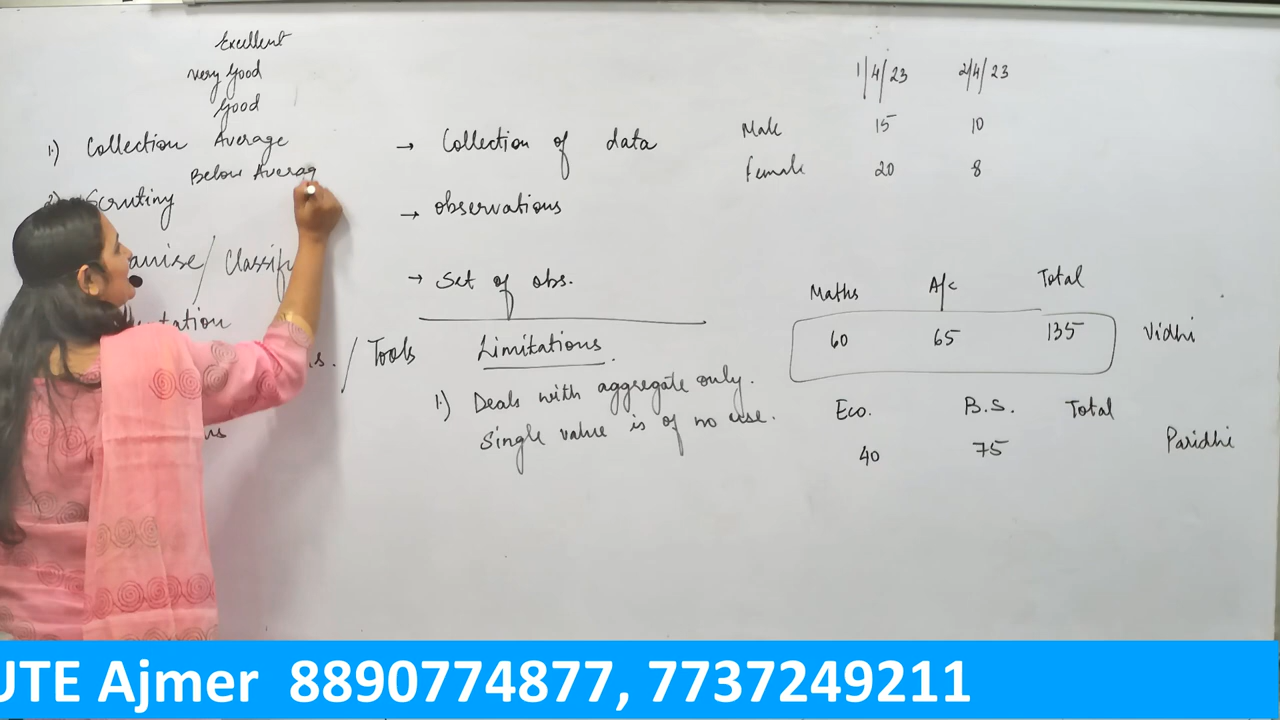 Excellent
Very Good
Good
1.) Collection Average
Below Averag
Scrutiny
/ Classif
Tools
→ Collection of data
→ observations
→ Set of obs.
Limitations.
1.) Deals with aggregate only.
Single value is of no use.
1/4/23 2/4/23
Male 15 10
Female 20 8
Maths A/c Total
60 65 135 Vidhi
Eco. B.S. Total
40 75 Paridhi
UTE Ajmer 8890774877, 7737249211